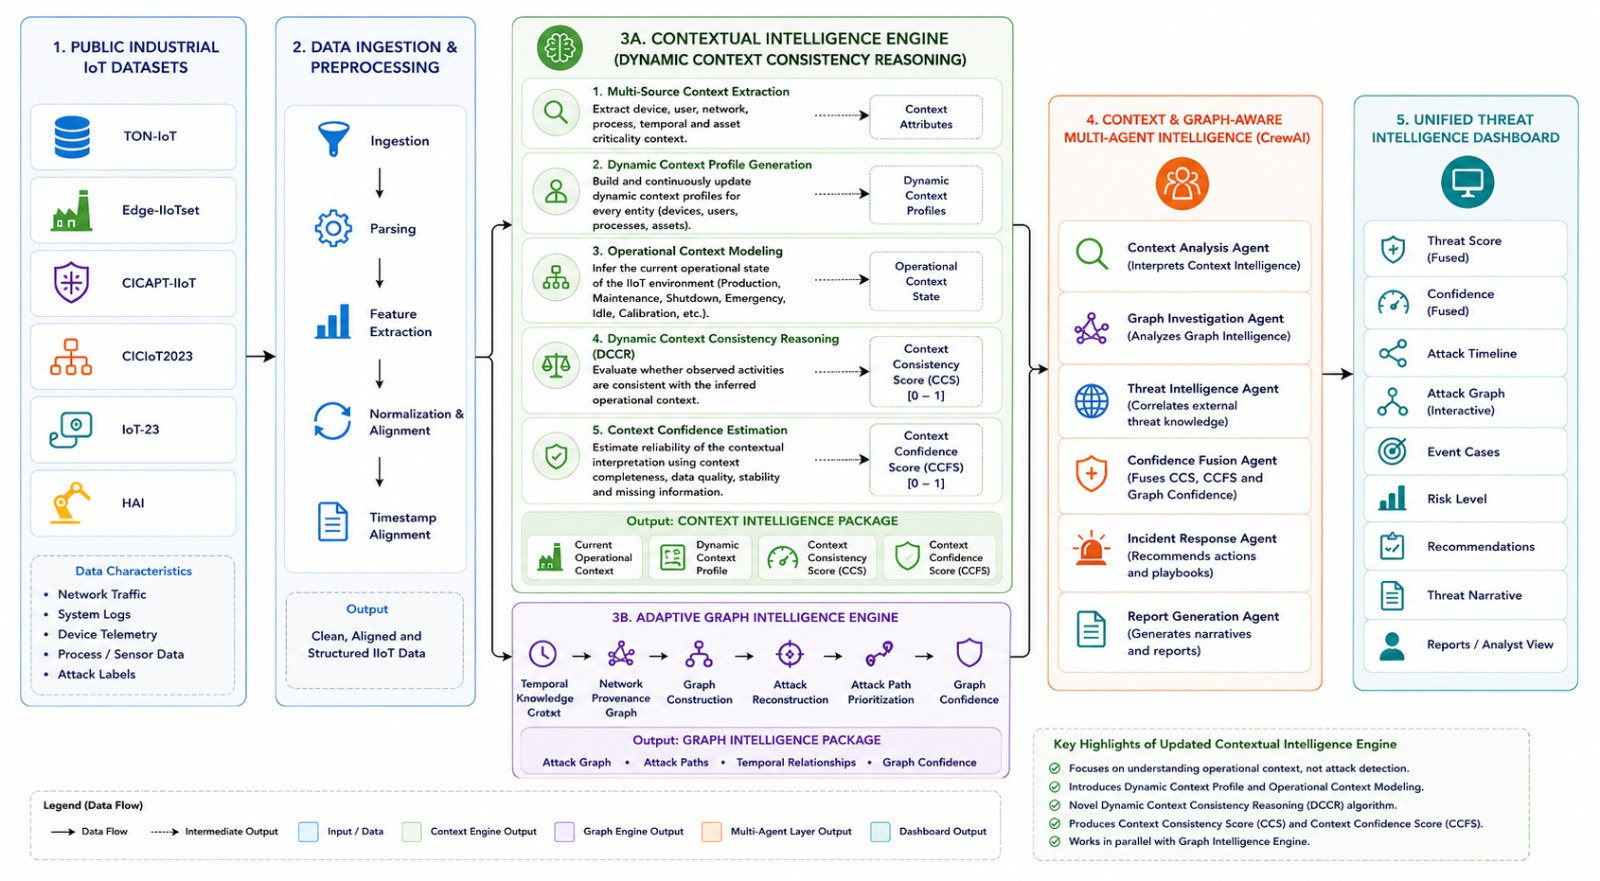 1. PUBLIC INDUSTRIAL
IoT DATASETS
TON-IoT
Edge-IIoTset
CICAPT-IIoT
CICIoT2023
IoT-23
HAI
Data Characteristics
• Network Traffic
• System Logs
• Device Telemetry
• Process / Sensor Data
• Attack Labels
2. DATA INGESTION &
PREPROCESSING
Ingestion
Parsing
Feature
Extraction
Normalization &
Alignment
Timestamp
Alignment
Output
Clean, Aligned and
Structured IIoT Data
3A. CONTEXTUAL INTELLIGENCE ENGINE
(DYNAMIC CONTEXT CONSISTENCY REASONING)
1. Multi-Source Context Extraction
Extract device, user, network,
process, temporal and asset
criticality context.
Context
Attributes
2. Dynamic Context Profile Generation
Build and continuously update
dynamic context profiles for
every entity (devices, users,
processes, assets).
Dynamic
Context
Profiles
3. Operational Context Modeling
Infer the current operational state
of the IIoT environment (Production,
Maintenance, Shutdown, Emergency,
Idle, Calibration, etc.).
Operational
Context
State
4. Dynamic Context Consistency Reasoning
(DCCR)
Evaluate whether observed activities
are consistent with the inferred
operational context.
Context
Consistency
Score (CCS)
[0 – 1]
5. Context Confidence Estimation
Estimate reliability of the contextual
interpretation using context
completeness, data quality, stability
and missing information.
Context
Confidence
Score (CCFS)
[0 – 1]
Output: CONTEXT INTELLIGENCE PACKAGE
Current
Operational
Context
Dynamic
Context
Profile
Context
Consistency
Score (CCS)
Context
Confidence
Score (CCFS)
3B. ADAPTIVE GRAPH INTELLIGENCE ENGINE
Temporal
Knowledge
Cratxt
Network
Provenance
Graph
Graph
Construction
Attack
Reconstruction
Attack Path
Prioritization
Graph
Confidence
Output: GRAPH INTELLIGENCE PACKAGE
Attack Graph • Attack Paths • Temporal Relationships • Graph Confidence
4. CONTEXT & GRAPH-AWARE
MULTI-AGENT INTELLIGENCE (CrewAI)
Context Analysis Agent
(Interprets Context Intelligence)
Graph Investigation Agent
(Analyzes Graph Intelligence)
Threat Intelligence Agent
(Correlates external
threat knowledge)
Confidence Fusion Agent
(Fuses CCS, CCFS and
Graph Confidence)
Incident Response Agent
(Recommends actions
and playbooks)
Report Generation Agent
(Generates narratives
and reports)
5. UNIFIED THREAT
INTELLIGENCE DASHBOARD
Threat Score
(Fused)
Confidence
(Fused)
Attack Timeline
Attack Graph
(Interactive)
Event Cases
Risk Level
Recommendations
Threat Narrative
Reports / Analyst View
Key Highlights of Updated Contextual Intelligence Engine
Focuses on understanding operational context, not attack detection.
Introduces Dynamic Context Profile and Operational Context Modeling.
Novel Dynamic Context Consistency Reasoning (DCCR) algorithm.
Produces Context Consistency Score (CCS) and Context Confidence Score (CCFS).
Works in parallel with Graph Intelligence Engine.
Legend (Data Flow)
Data Flow
Intermediate Output
Input / Data
Context Engine Output
Graph Engine Output
Multi-Agent Layer Output
Dashboard Output